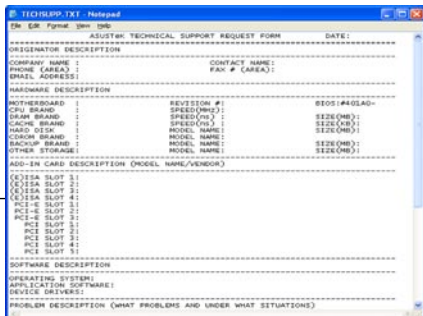 TECHSUPP.TXT - Notepad
File Edit Format View Help
ASUSTeK TECHNICAL SUPPORT REQUEST FORM DATE:
ORIGINATOR DESCRIPTION
COMPANY NAME : CONTACT NAME:
PHONE (AREA) : FAX # (AREA):
EMAIL ADDRESS:
HARDWARE DESCRIPTION
MOTHERBOARD : REVISION #: BIOS:#401A0-
CPU BRAND : SPEED(MHz):
DRAM BRAND : SPEED(ns) : SIZE(MB):
CACHE BRAND : SPEED(ns) : SIZE(KB):
HARD DISK : MODEL NAME: SIZE(MB):
CDROM BRAND : MODEL NAME:
BACKUP BRAND : MODEL NAME: SIZE(MB):
OTHER STORAGE: MODEL NAME: SIZE(MB):
ADD-IN CARD DESCRIPTION (MODEL NAME/VENDOR)
(E)ISA SLOT 1:
(E)ISA SLOT 2:
(E)ISA SLOT 3:
(E)ISA SLOT 4:
PCI-E SLOT 1:
PCI-E SLOT 2:
PCI-E SLOT 3:
PCI SLOT 1:
PCI SLOT 2:
PCI SLOT 3:
PCI SLOT 4:
PCI SLOT 5:
SOFTWARE DESCRIPTION
OPERATING SYSTEM:
APPLICATION SOFTWARE:
DEVICE DRIVERS:
PROBLEM DESCRIPTION (WHAT PROBLEMS AND UNDER WHAT SITUATIONS)